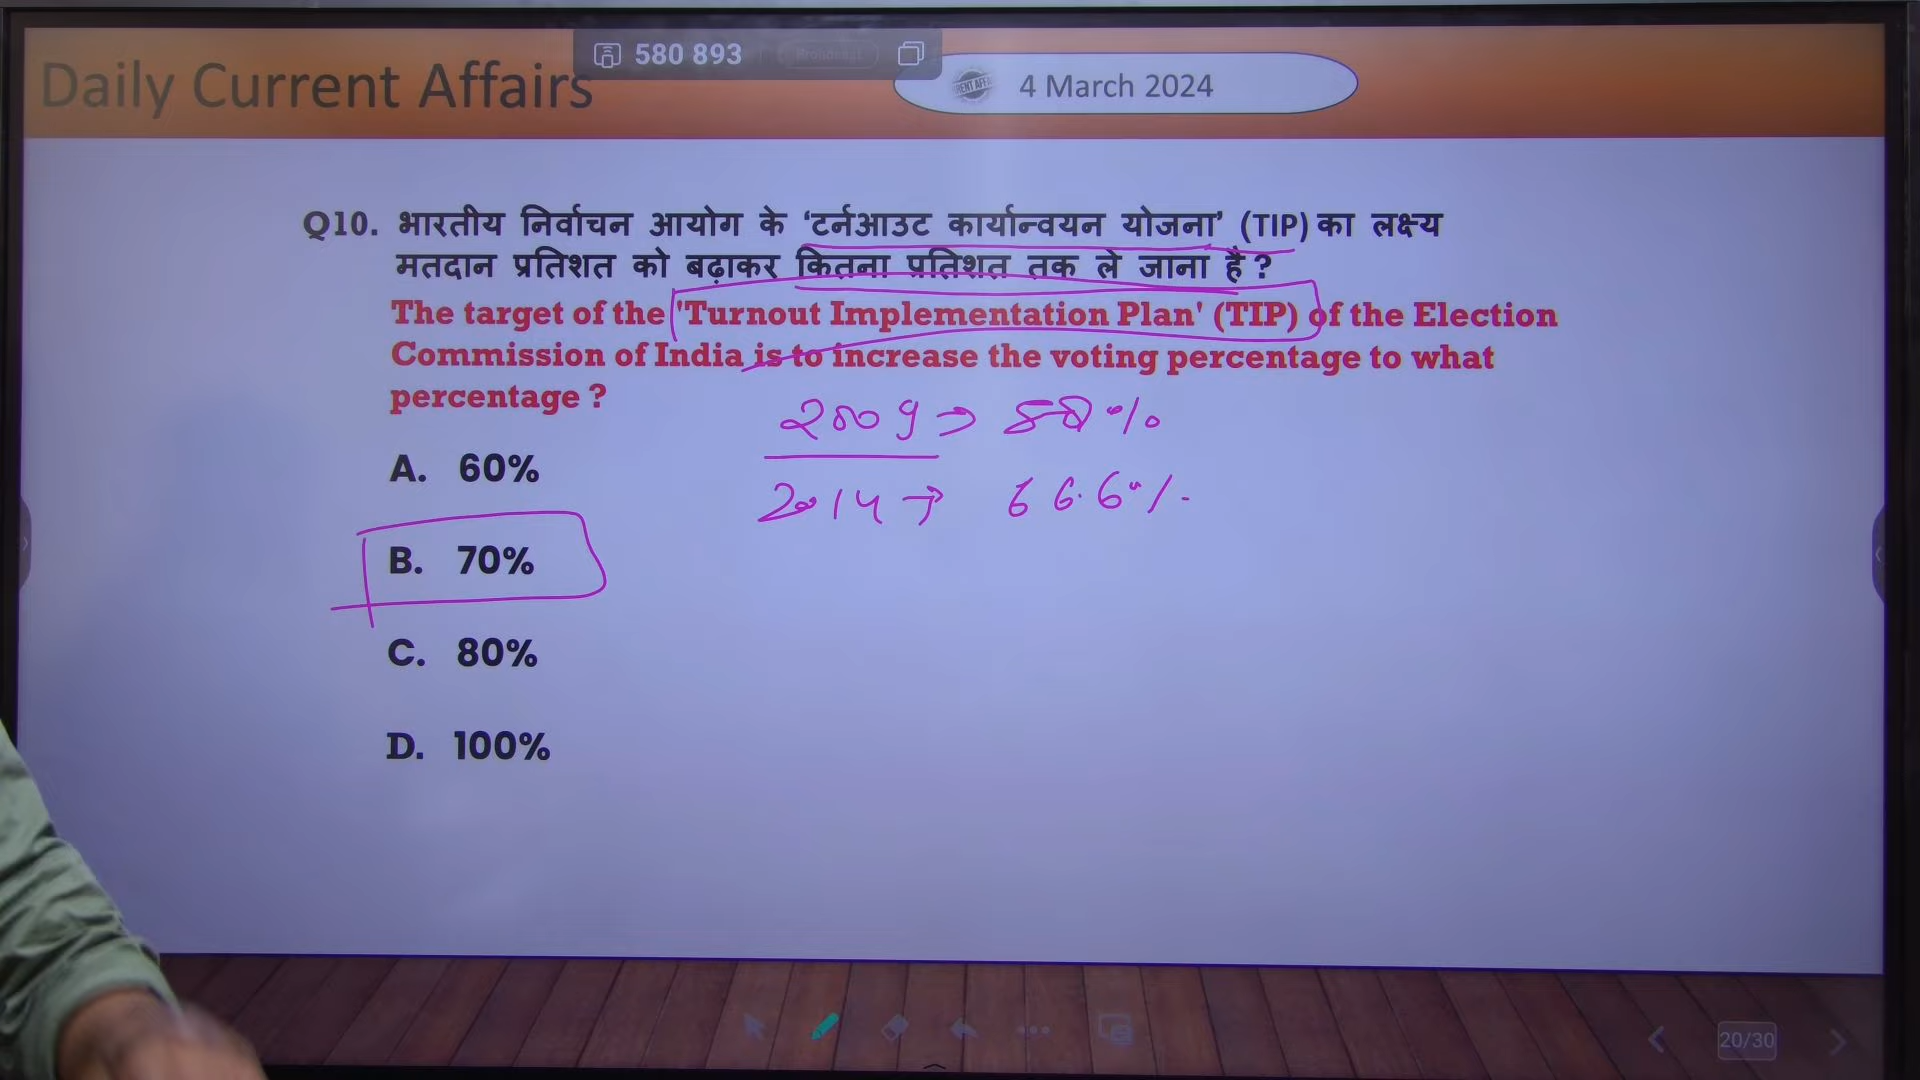 580 893
Daily Current Affairs
4 March 2024
Q10. भारतीय निर्वाचन आयोग के ‘टर्नआउट कार्यान्वयन योजना’ (TIP) का लक्ष्य
मतदान प्रतिशत को बढ़ाकर कितना प्रतिशत तक ले जाना है ?
The target of the 'Turnout Implementation Plan' (TIP) of the Election
Commission of India is to increase the voting percentage to what
percentage ?
2009 →
2014 → 66.6%
A. 60%
B. 70%
C. 80%
D. 100%
20/30